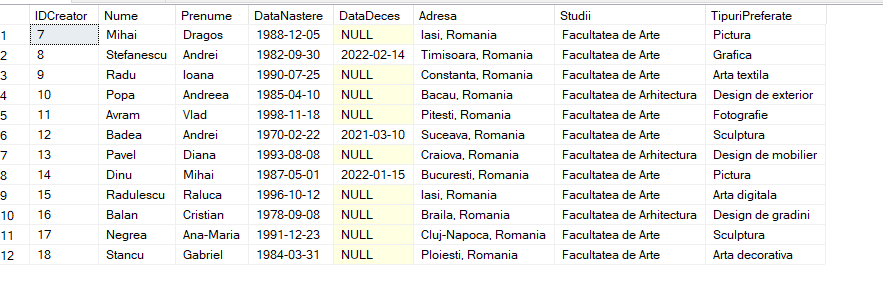 IDCreator Nume Prenume DataNastere DataDeces Adresa Studii TipuriPreferate
1 7 Mihai Dragos 1988-12-05 NULL Iasi, Romania Facultatea de Arte Pictura
2 8 Stefanescu Andrei 1982-09-30 2022-02-14 Timisoara, Romania Facultatea de Arte Grafica
3 9 Radu Ioana 1990-07-25 NULL Constanta, Romania Facultatea de Arte Arta textila
4 10 Popa Andreea 1985-04-10 NULL Bacau, Romania Facultatea de Arhitectura Design de exterior
5 11 Avram Vlad 1998-11-18 NULL Pitesti, Romania Facultatea de Arte Fotografie
6 12 Badea Andrei 1970-02-22 2021-03-10 Suceava, Romania Facultatea de Arte Sculptura
7 13 Pavel Diana 1993-08-08 NULL Craiova, Romania Facultatea de Arhitectura Design de mobilier
8 14 Dinu Mihai 1987-05-01 2022-01-15 Bucuresti, Romania Facultatea de Arte Pictura
9 15 Radulescu Raluca 1996-10-12 NULL Iasi, Romania Facultatea de Arte Arta digitala
10 16 Balan Cristian 1978-09-08 NULL Braila, Romania Facultatea de Arhitectura Design de gradini
11 17 Negrea Ana-Maria 1991-12-23 NULL Cluj-Napoca, Romania Facultatea de Arte Sculptura
12 18 Stancu Gabriel 1984-03-31 NULL Ploiesti, Romania Facultatea de Arte Arta decorativa